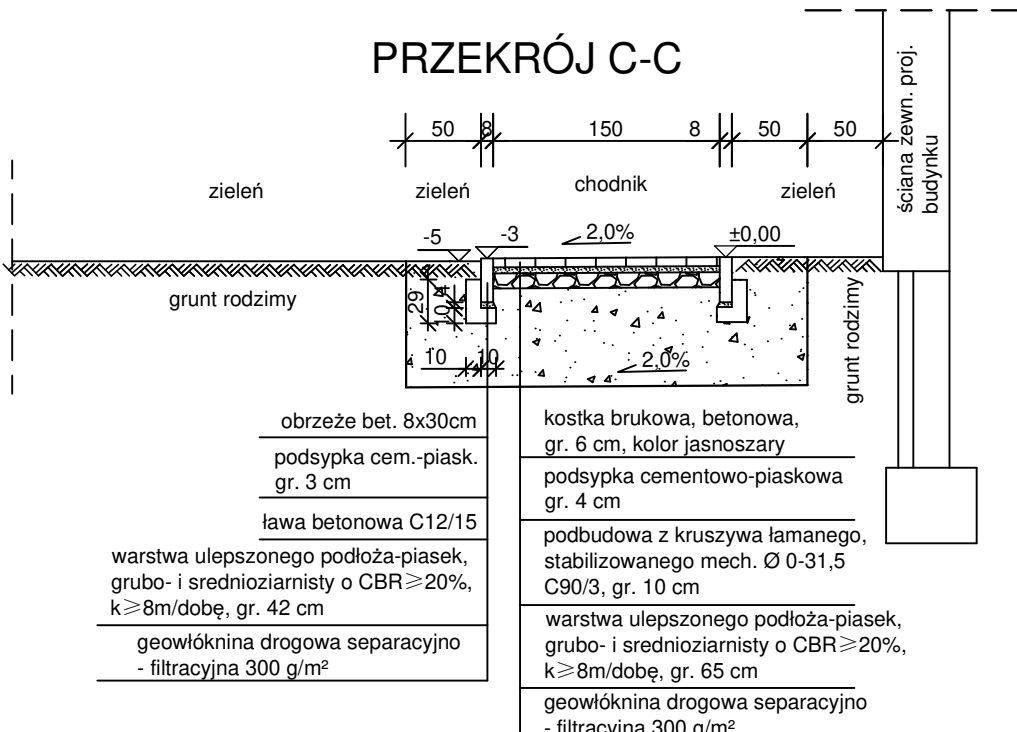 PRZEKRÓJ C-C
50 8 150 8 50 50
zieleń zieleń chodnik zieleń
ściana zewn. proj.
budynku
-5 -3 2,0% ±0,00
grunt rodzimy
grunt rodzimy
29
10 4
10 10
2,0%
obrzeże bet. 8x30cm
podsypka cem.-piask.
gr. 3 cm
ława betonowa C12/15
warstwa ulepszonego podłoża-piasek,
grubo- i srednioziarnisty o CBR≥20%,
k≥8m/dobę, gr. 42 cm
geowłóknina drogowa separacyjno
- filtracyjna 300 g/m²
kostka brukowa, betonowa,
gr. 6 cm, kolor jasnoszary
podsypka cementowo-piaskowa
gr. 4 cm
podbudowa z kruszywa łamanego,
stabilizowanego mech. Ø 0-31,5
C90/3, gr. 10 cm
warstwa ulepszonego podłoża-piasek,
grubo- i srednioziarnisty o CBR≥20%,
k≥8m/dobę, gr. 65 cm
geowłóknina drogowa separacyjno
- filtracyjna 300 g/m²